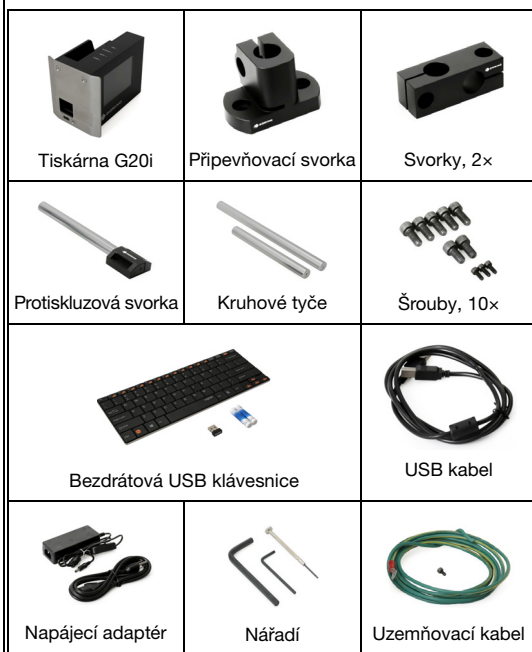 Tiskárna G20i
Připevňovací svorka
Svorky, 2×
Protiskluzová svorka
Kruhové tyče
Šrouby, 10×
Bezdrátová USB klávesnice
USB kabel
Napájecí adaptér
Nářadí
Uzemňovací kabel